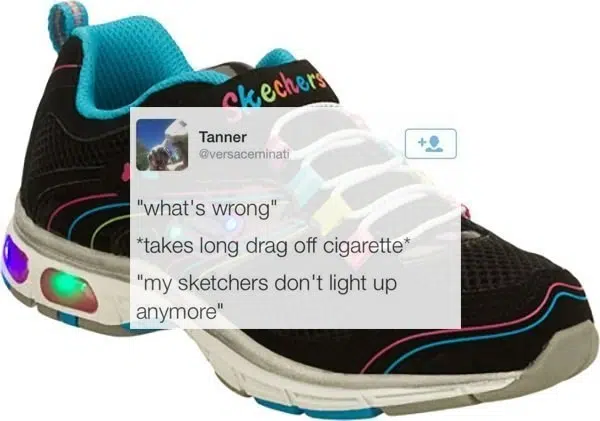 Skechers
Tanner
@versaceminati
"what's wrong"
*takes long drag off cigarette*
"my sketchers don't light up
anymore"